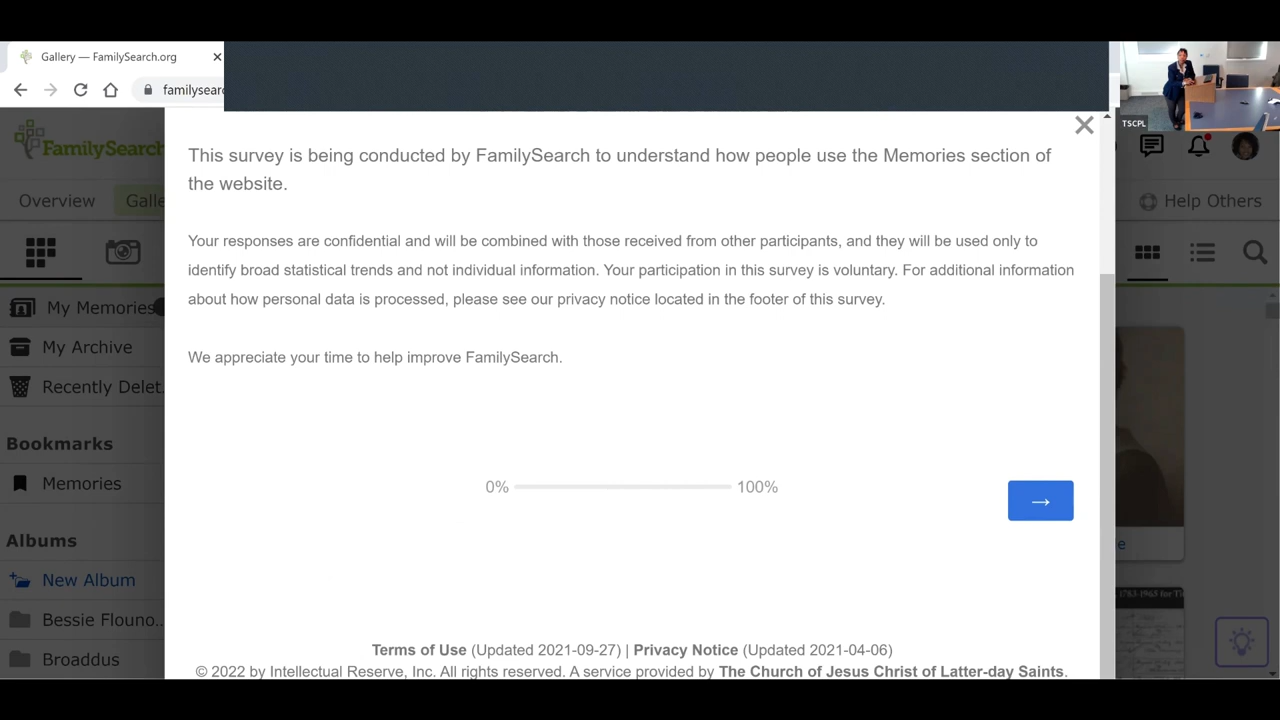 Gallery — FamilySearch.org
familysear
TSCPL
FamilySearch
Overview
Galle
Help Others
My Memories
My Archive
Recently Delet...
Bookmarks
Memories
Albums
New Album
Bessie Flouno...
Broaddus
This survey is being conducted by FamilySearch to understand how people use the Memories section of
the website.
Your responses are confidential and will be combined with those received from other participants, and they will be used only to
identify broad statistical trends and not individual information. Your participation in this survey is voluntary. For additional information
about how personal data is processed, please see our privacy notice located in the footer of this survey.
We appreciate your time to help improve FamilySearch.
0% 100%
→
e
1783-1965 for
Terms of Use (Updated 2021-09-27) | Privacy Notice (Updated 2021-04-06)
© 2022 by Intellectual Reserve, Inc. All rights reserved. A service provided by The Church of Jesus Christ of Latter-day Saints.